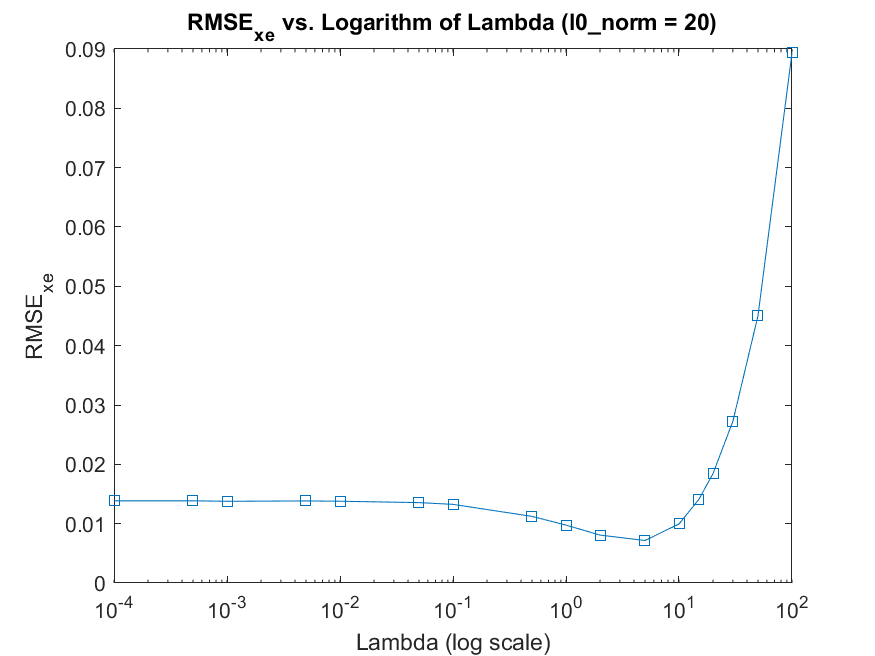 RMSE_xe vs. Logarithm of Lambda (l0_norm = 20)
0.09
0.08
0.07
0.06
0.05
0.04
0.03
0.02
0.01
0
RMSE_xe
10^-4 10^-3 10^-2 10^-1 10^0 10^1 10^2
Lambda (log scale)